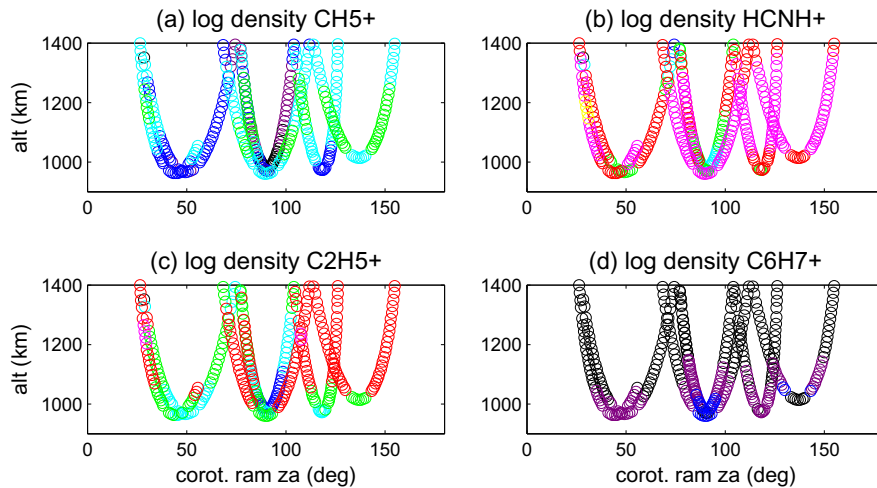 (a) log density CH5+
(b) log density HCNH+
1400
1200
1000
alt (km)
0 50 100 150
1400
1200
1000
0 50 100 150
(c) log density C2H5+
(d) log density C6H7+
1400
1200
1000
alt (km)
0 50 100 150
corot. ram za (deg)
1400
1200
1000
0 50 100 150
corot. ram za (deg)